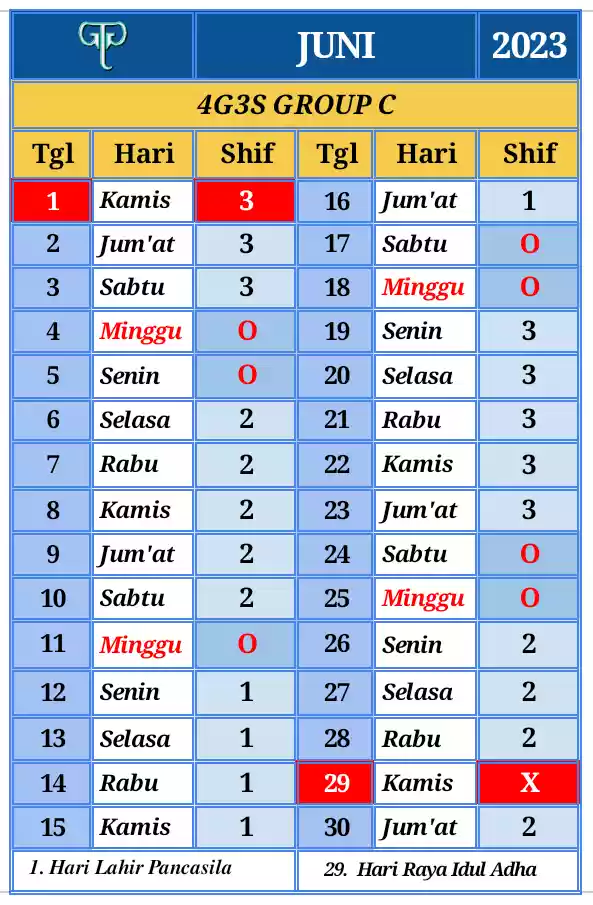 GTP JUNI 2023
4G3S GROUP C
Tgl Hari Shif Tgl Hari Shif
1 Kamis 3 16 Jum'at 1
2 Jum'at 3 17 Sabtu O
3 Sabtu 3 18 Minggu O
4 Minggu O 19 Senin 3
5 Senin O 20 Selasa 3
6 Selasa 2 21 Rabu 3
7 Rabu 2 22 Kamis 3
8 Kamis 2 23 Jum'at 3
9 Jum'at 2 24 Sabtu O
10 Sabtu 2 25 Minggu O
11 Minggu O 26 Senin 2
12 Senin 1 27 Selasa 2
13 Selasa 1 28 Rabu 2
14 Rabu 1 29 Kamis X
15 Kamis 1 30 Jum'at 2
1. Hari Lahir Pancasila 29. Hari Raya Idul Adha